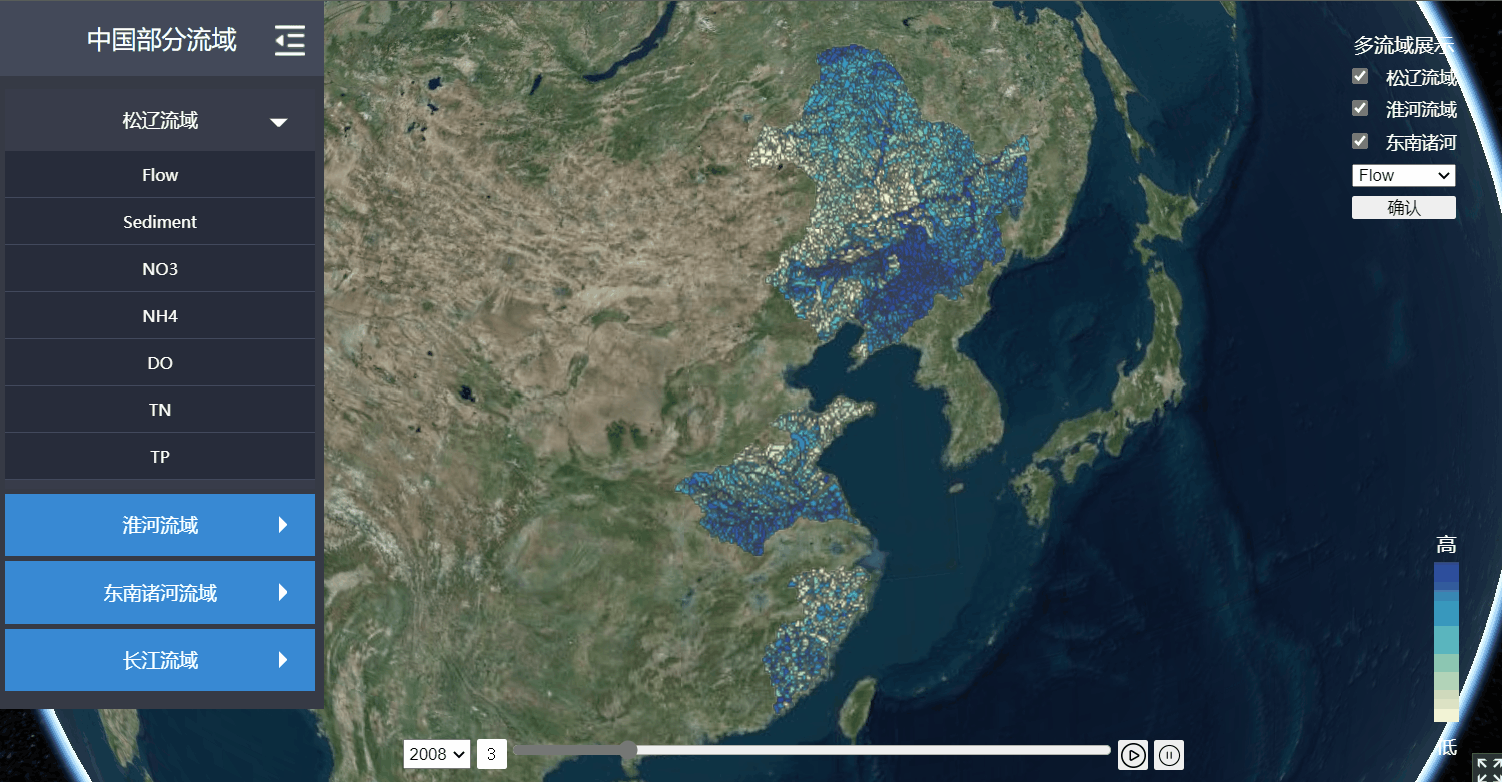 中国部分流域
松辽流域
Flow
Sediment
NO3
NH4
DO
TN
TP
淮河流域
东南诸河流域
长江流域
多流域展示
松辽流域
淮河流域
东南诸河
Flow
确认
高
低
2008
3